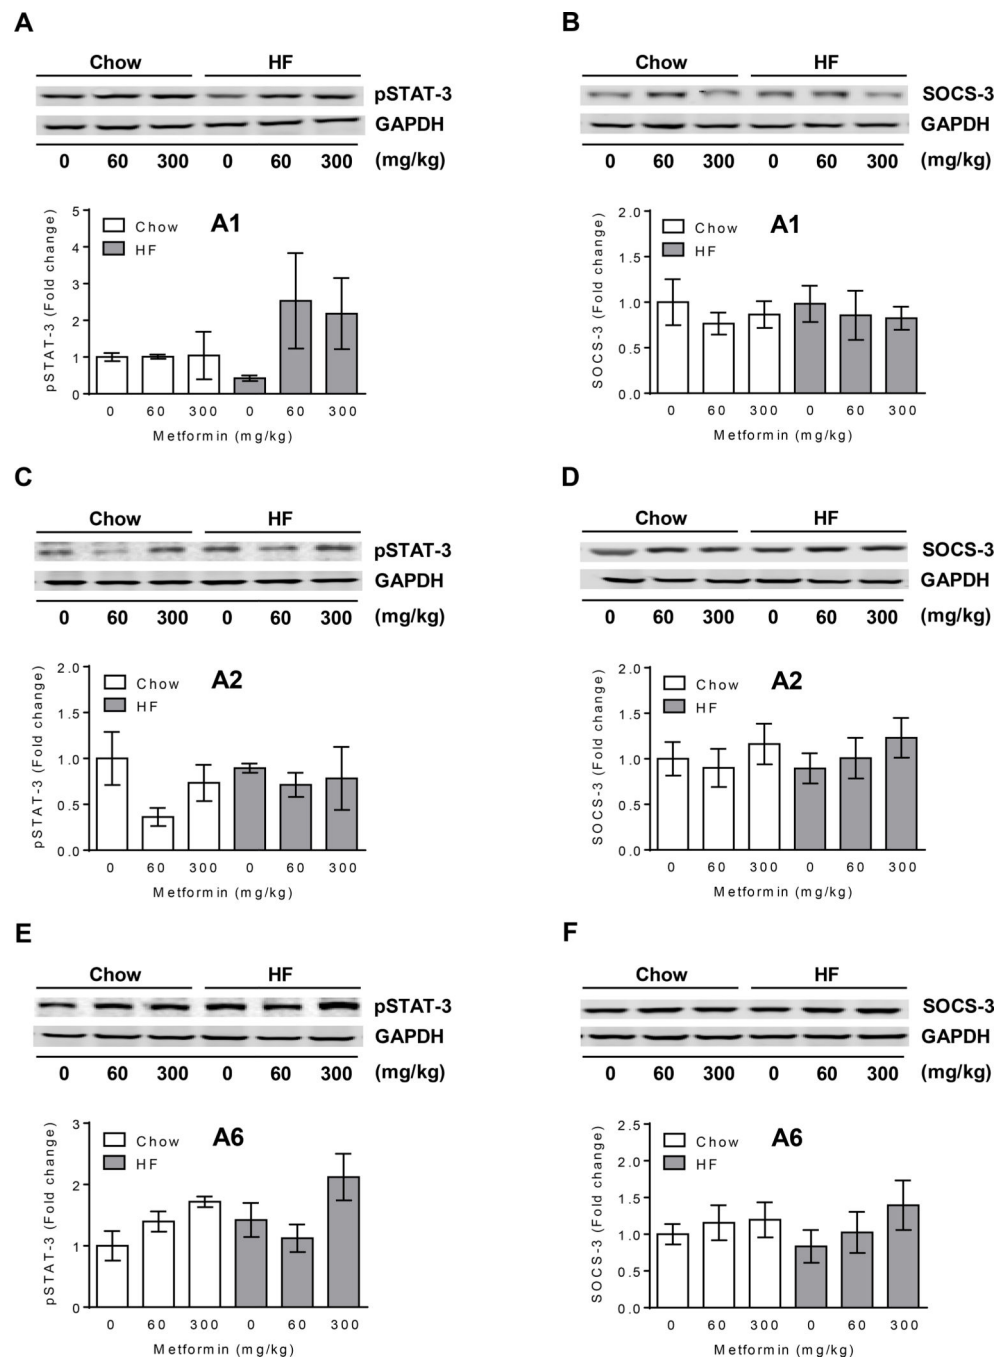 A
Chow HF
pSTAT-3
GAPDH
0 60 300 0 60 300 (mg/kg)
pSTAT-3 (Fold change)
5
4
3
2
1
0
Chow
HF
A1
0 60 300 0 60 300
Metformin (mg/kg)
B
Chow HF
SOCS-3
GAPDH
0 60 300 0 60 300 (mg/kg)
SOCS-3 (Fold change)
2.0
1.5
1.0
0.5
0.0
Chow
HF
A1
0 60 300 0 60 300
Metformin (mg/kg)
C
Chow HF
pSTAT-3
GAPDH
0 60 300 0 60 300 (mg/kg)
pSTAT-3 (Fold change)
2.0
1.5
1.0
0.5
0.0
Chow
HF
A2
0 60 300 0 60 300
Metformin (mg/kg)
D
Chow HF
SOCS-3
GAPDH
0 60 300 0 60 300 (mg/kg)
SOCS-3 (Fold change)
2.0
1.5
1.0
0.5
0.0
Chow
HF
A2
0 60 300 0 60 300
Metformin (mg/kg)
E
Chow HF
pSTAT-3
GAPDH
0 60 300 0 60 300 (mg/kg)
pSTAT-3 (Fold change)
3
2
1
0
Chow
HF
A6
0 60 300 0 60 300
Metformin (mg/kg)
F
Chow HF
SOCS-3
GAPDH
0 60 300 0 60 300 (mg/kg)
SOCS-3 (Fold change)
2.5
2.0
1.5
1.0
0.5
0.0
Chow
HF
A6
0 60 300 0 60 300
Metformin (mg/kg)